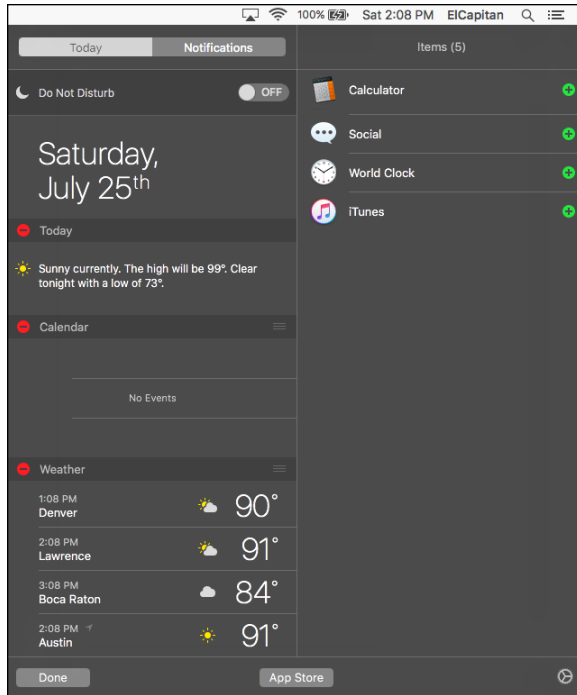 100% Sat 2:08 PM ElCapitan
Today Notifications
Items (5)
Do Not Disturb OFF
Saturday,
July 25th
Today
Sunny currently. The high will be 99°. Clear
tonight with a low of 73°.
Calendar
No Events
Weather
1:08 PM
Denver 90°
2:08 PM
Lawrence 91°
3:08 PM
Boca Raton 84°
2:08 PM
Austin 91°
Calculator
Social
World Clock
iTunes
Done App Store